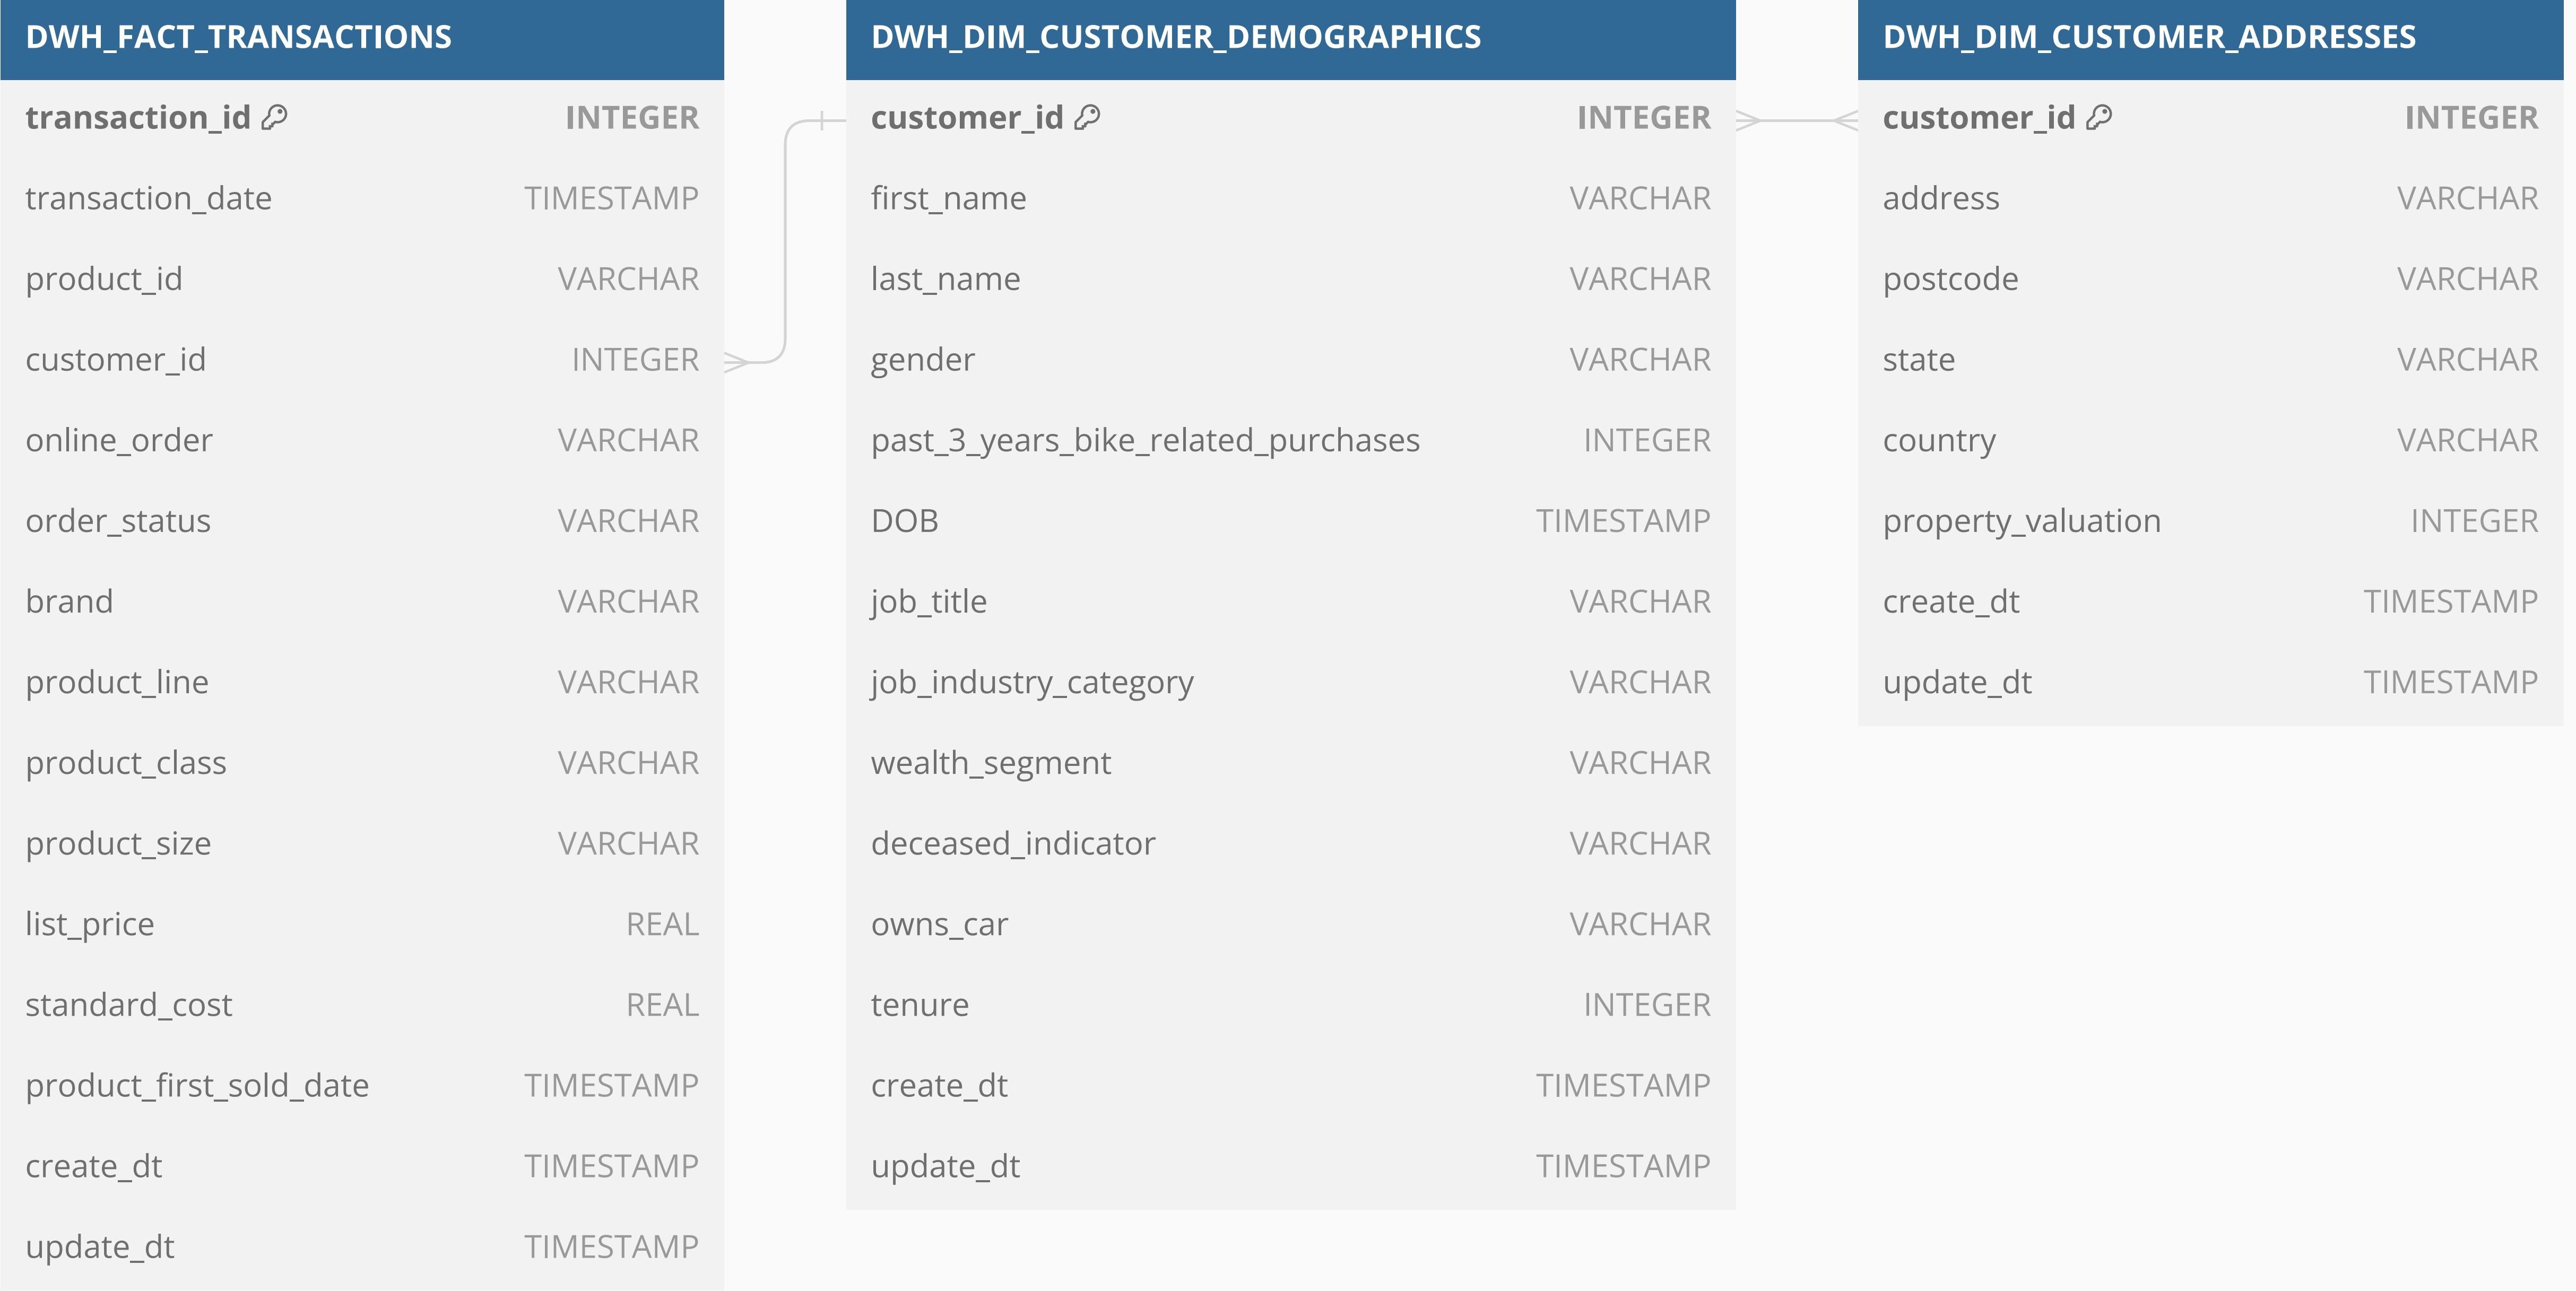 DWH_FACT_TRANSACTIONS
transaction_id INTEGER
transaction_date TIMESTAMP
product_id VARCHAR
customer_id INTEGER
online_order VARCHAR
order_status VARCHAR
brand VARCHAR
product_line VARCHAR
product_class VARCHAR
product_size VARCHAR
list_price REAL
standard_cost REAL
product_first_sold_date TIMESTAMP
create_dt TIMESTAMP
update_dt TIMESTAMP
DWH_DIM_CUSTOMER_DEMOGRAPHICS
customer_id INTEGER
first_name VARCHAR
last_name VARCHAR
gender VARCHAR
past_3_years_bike_related_purchases INTEGER
DOB TIMESTAMP
job_title VARCHAR
job_industry_category VARCHAR
wealth_segment VARCHAR
deceased_indicator VARCHAR
owns_car VARCHAR
tenure INTEGER
create_dt TIMESTAMP
update_dt TIMESTAMP
DWH_DIM_CUSTOMER_ADDRESSES
customer_id INTEGER
address VARCHAR
postcode VARCHAR
state VARCHAR
country VARCHAR
property_valuation INTEGER
create_dt TIMESTAMP
update_dt TIMESTAMP